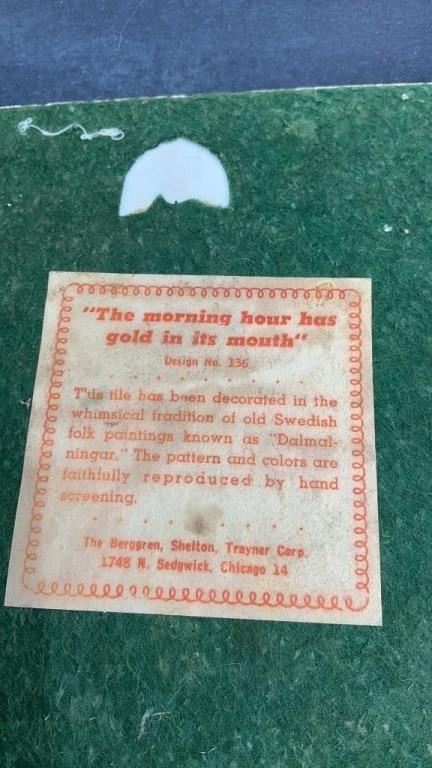 "The morning hour has
gold in its mouth"
Design No. 136
This tile has been decorated in the
whimsical tradition of old Swedish
folk paintings known as "Dalmal-
ningar." The pattern and colors are
faithfully reproduced by hand
screening.
The Berggren, Shelton, Trayner Corp.
1748 N. Sedgwick, Chicago 14